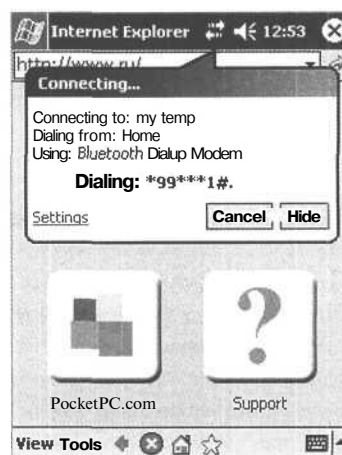 Internet Explorer 12:53
http://www.ru/
Connecting...
Connecting to: my temp
Dialing from: Home
Using: Bluetooth Dialup Modem
Dialing: *99***1#.
Settings Cancel Hide
PocketPC.com Support
View Tools